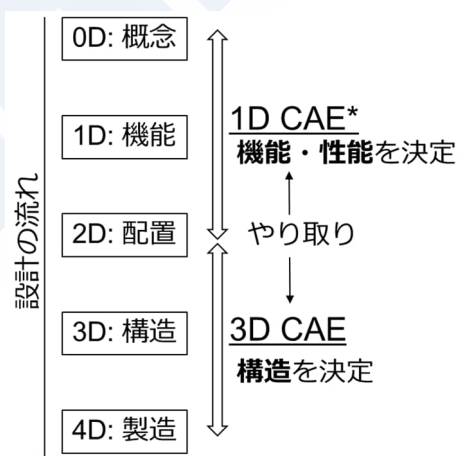 設計の流れ
0D: 概念
1D: 機能
2D: 配置
3D: 構造
4D: 製造
1D CAE*
機能・性能を決定
やり取り
3D CAE
構造を決定